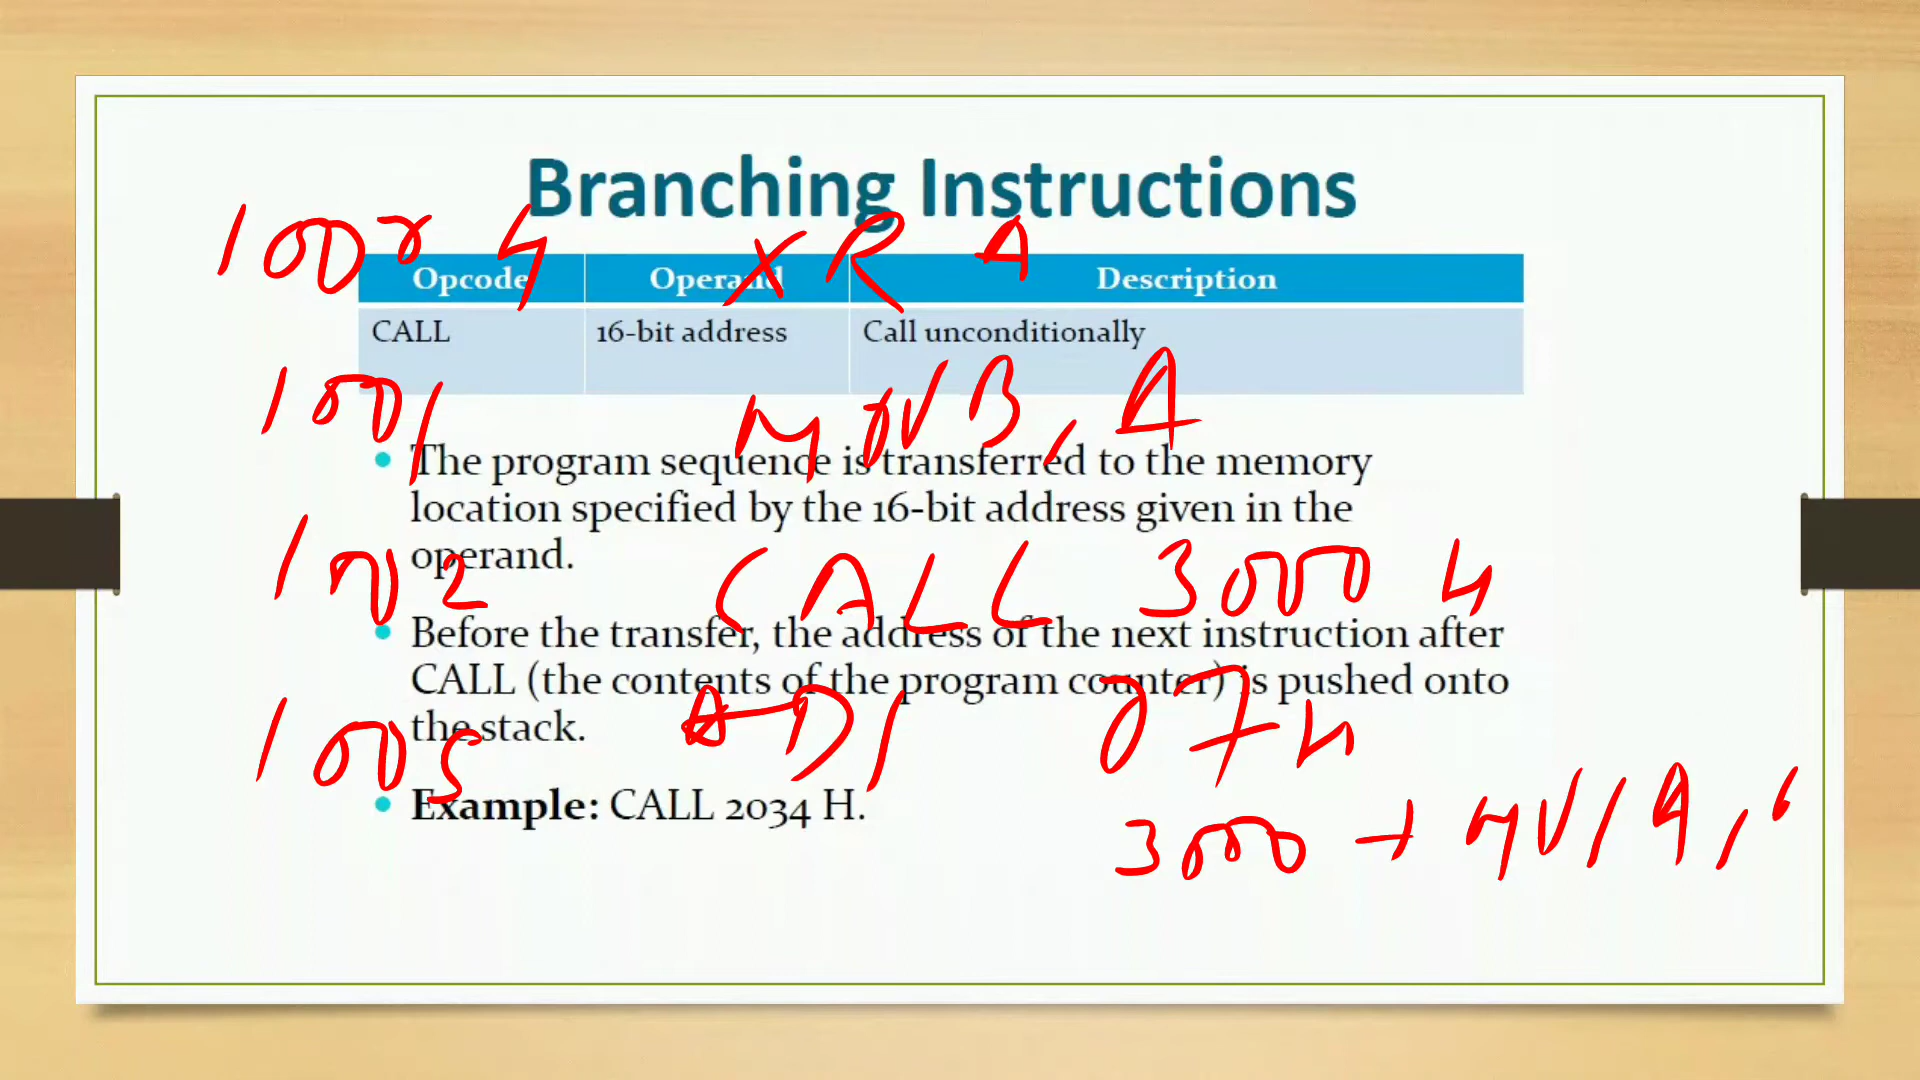 Branching Instructions
1000 H XR A
Opcode Operand Description
CALL 16-bit address Call unconditionally
1001 MOV B, A
• The program sequence is transferred to the memory
location specified by the 16-bit address given in the
operand.
1002 CALL 3000 H
• Before the transfer, the address of the next instruction after
CALL (the contents of the program counter) is pushed onto
the stack.
1005 ADI 07H
• Example: CALL 2034 H.
3000 → MVI A,